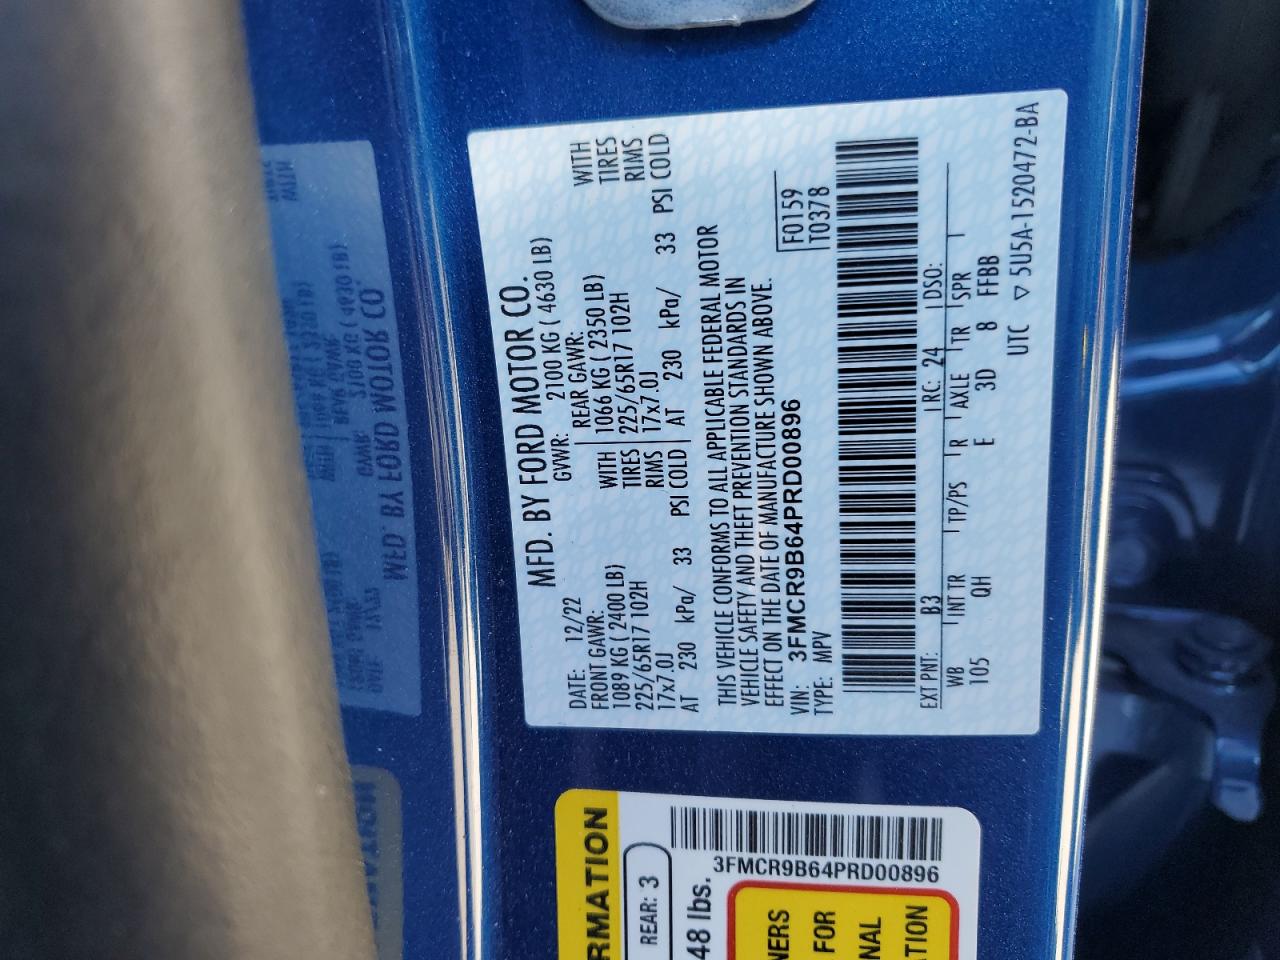 MFD. BY FORD MOTOR CO.
DATE: 12/22 GVWR: 2100 KG ( 4630 LB)
FRONT GAWR: REAR GAWR:
1089 KG ( 2400 LB) WITH 1066 KG ( 2350 LB) WITH
225/65R17 102H TIRES 225/65R17 102H TIRES
17x7.0J RIMS 17x7.0J RIMS
AT 230 kPa/ 33 PSI COLD AT 230 kPa/ 33 PSI COLD
THIS VEHICLE CONFORMS TO ALL APPLICABLE FEDERAL MOTOR
VEHICLE SAFETY AND THEFT PREVENTION STANDARDS IN
EFFECT ON THE DATE OF MANUFACTURE SHOWN ABOVE.
VIN: 3FMCR9B64PRD00896 F0159
TYPE: MPV T0378
EXT PNT: B3 RC: 24 DSO:
WB INT TR TP/PS R AXLE TR SPR
105 QH E 3D 8 FFBB
UTC ▽ 5U5A-1520472-BA
RMATION
REAR: 3
48 lbs.
3FMCR9B64PRD00896
NERS
FOR
NAL
TION